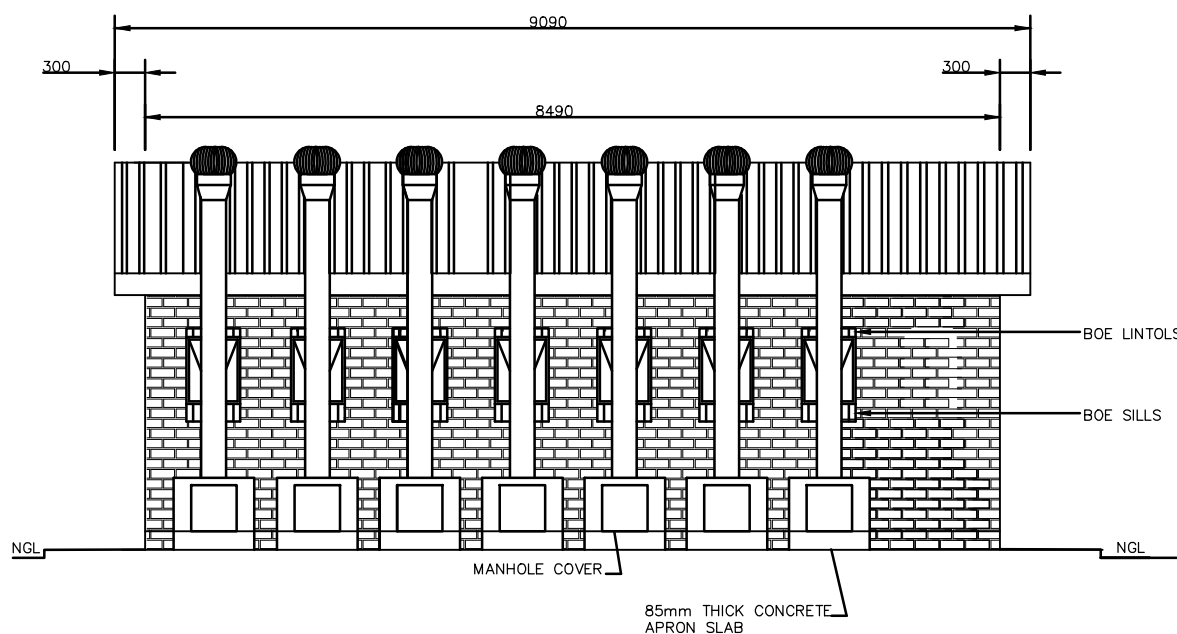 9090
300
300
8490
BOE LINTOLS
BOE SILLS
NGL
NGL
MANHOLE COVER
85mm THICK CONCRETE
APRON SLAB